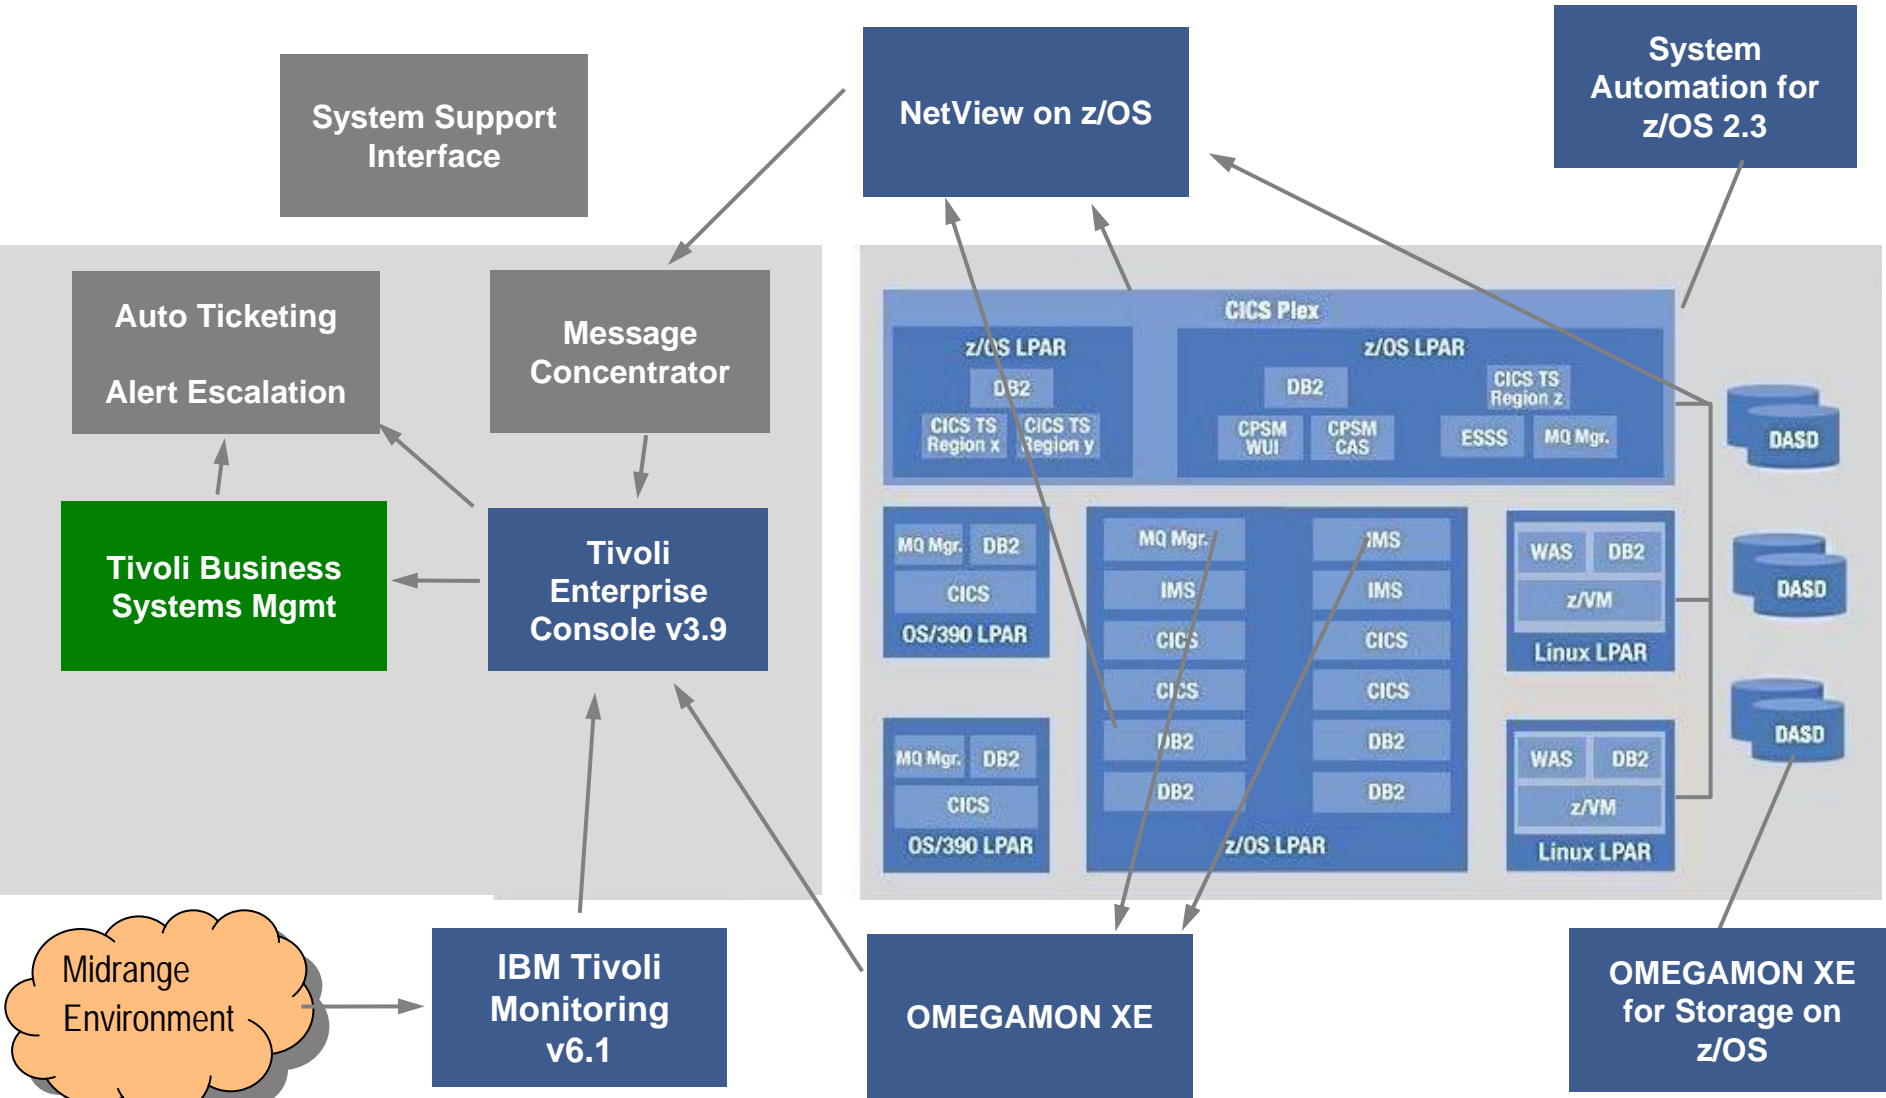 System
Automation for
z/OS 2.3
NetView on z/OS
System Support
Interface
Auto Ticketing
Alert Escalation
Message
Concentrator
Tivoli Business
Systems Mgmt
Tivoli
Enterprise
Console v3.9
CICS Plex
z/OS LPAR
DB2
CICS TS
Region x
CICS TS
Region y
z/OS LPAR
DB2
CICS TS
Region z
CPSM
WUI
CPSM
CAS
ESSS
MQ Mgr.
DASD
MQ Mgr.
DB2
CICS
OS/390 LPAR
MQ Mgr.
DB2
CICS
OS/390 LPAR
MQ Mgr.
IMS
IMS
IMS
CICS
CICS
CICS
CICS
DB2
DB2
DB2
DB2
z/OS LPAR
WAS
DB2
z/VM
Linux LPAR
DASD
WAS
DB2
z/VM
Linux LPAR
DASD
Midrange
Environment
IBM Tivoli
Monitoring
v6.1
OMEGAMON XE
OMEGAMON XE
for Storage on
z/OS